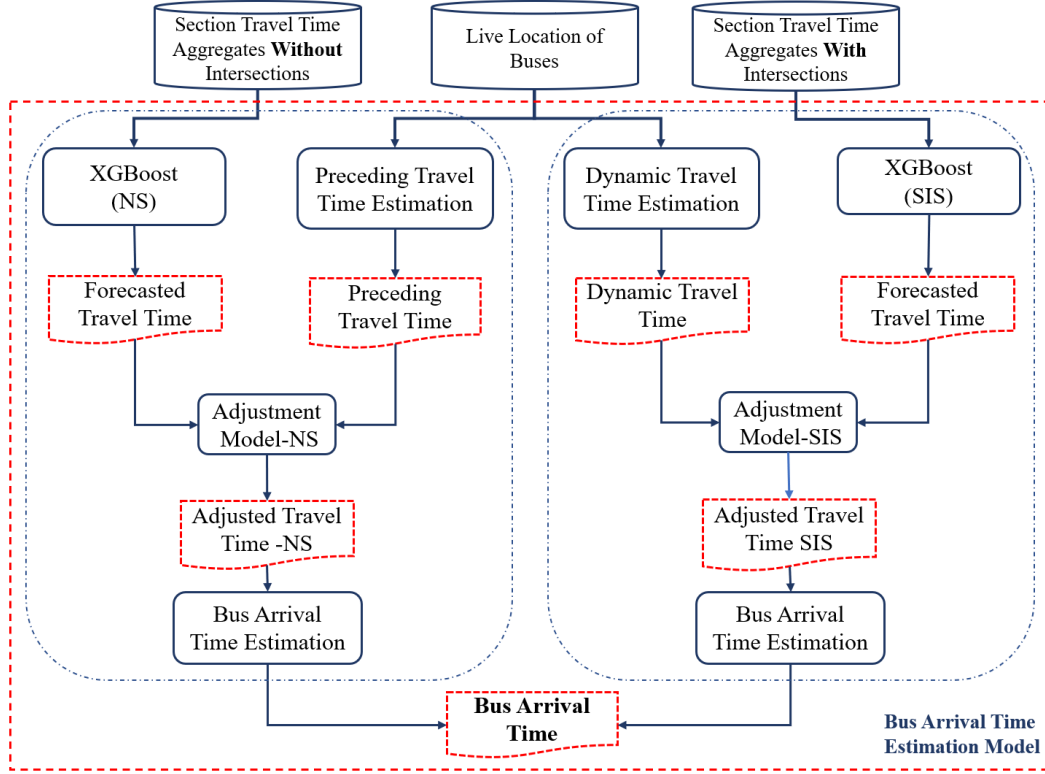 Section Travel Time
Aggregates Without
Intersections
Live Location of
Buses
Section Travel Time
Aggregates With
Intersections
XGBoost
(NS)
Preceding Travel
Time Estimation
Dynamic Travel
Time Estimation
XGBoost
(SIS)
Forecasted
Travel Time
Preceding
Travel Time
Dynamic Travel
Time
Forecasted
Travel Time
Adjustment
Model-NS
Adjustment
Model-SIS
Adjusted Travel
Time -NS
Adjusted Travel
Time SIS
Bus Arrival
Time Estimation
Bus Arrival
Time Estimation
Bus Arrival
Time
Bus Arrival Time
Estimation Model